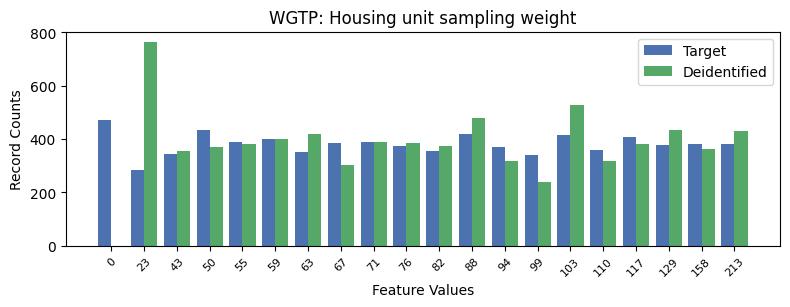 WGTP: Housing unit sampling weight
Target
Deidentified
Record Counts
800
600
400
200
0
0 23 43 50 55 59 63 67 71 76 82 88 94 99 103 110 117 129 158 213
Feature Values